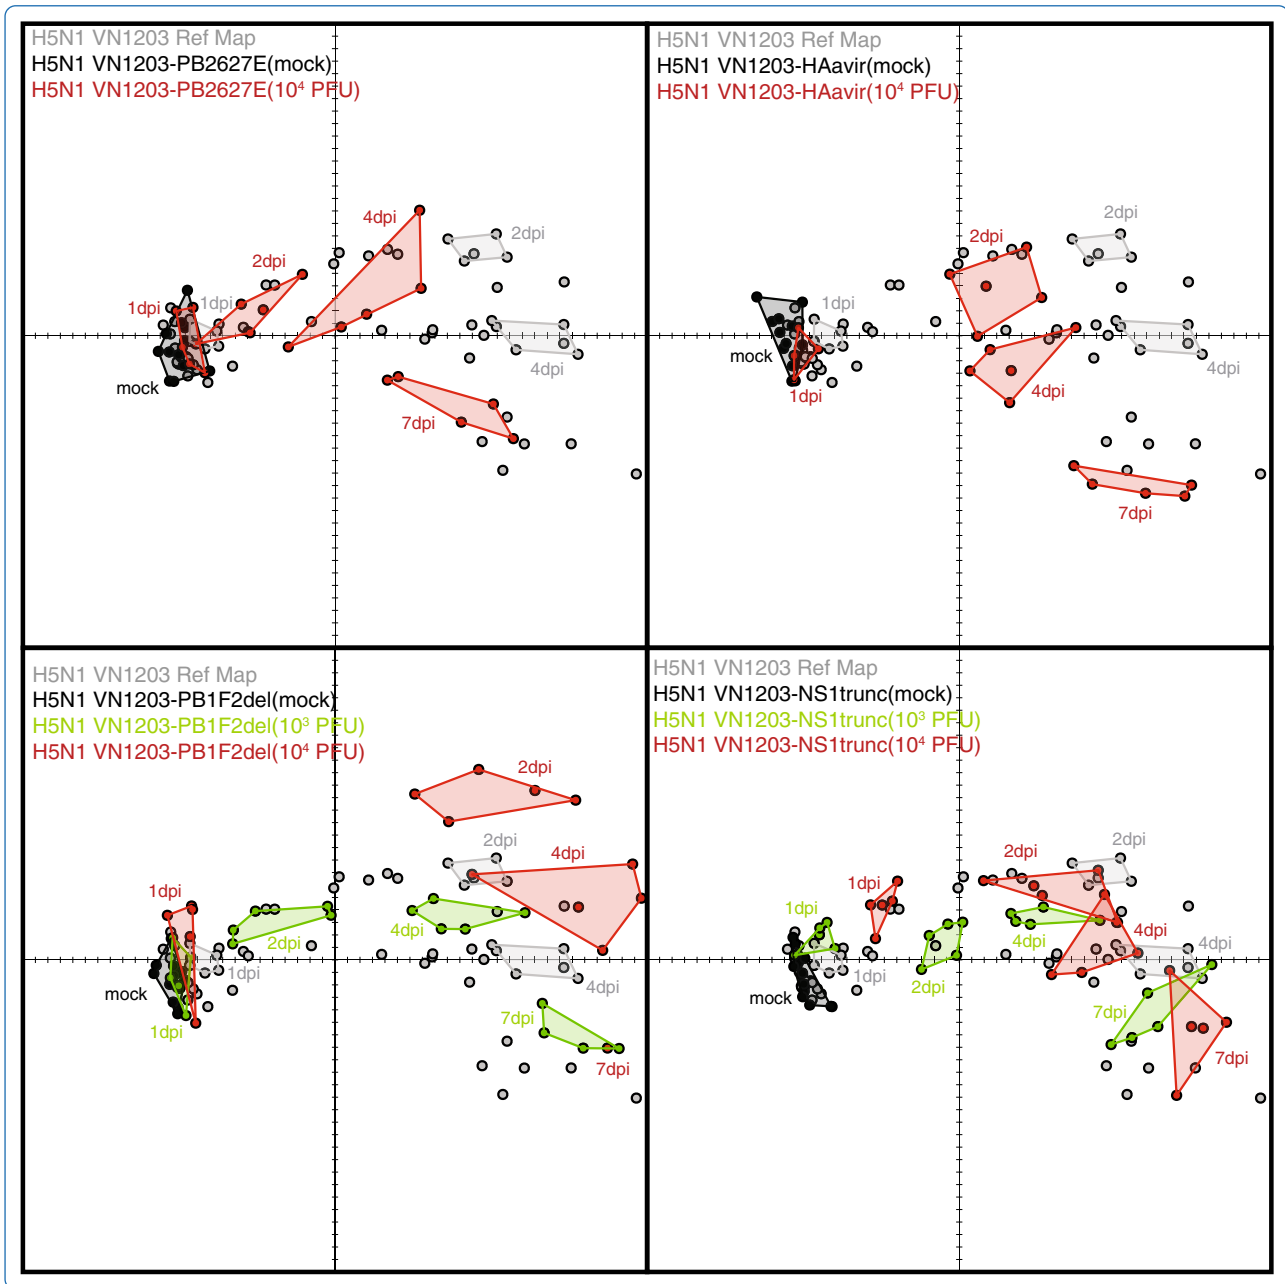 H5N1 VN1203 Ref Map
H5N1 VN1203-PB2627E(mock)
H5N1 VN1203-PB2627E(10⁴ PFU)
4dpi
2dpi
2dpi
1dpi
1dpi
mock
4dpi
7dpi
H5N1 VN1203 Ref Map
H5N1 VN1203-HAavir(mock)
H5N1 VN1203-HAavir(10⁴ PFU)
2dpi
2dpi
1dpi
mock
4dpi
1dpi
4dpi
7dpi
H5N1 VN1203 Ref Map
H5N1 VN1203-PB1F2del(mock)
H5N1 VN1203-PB1F2del(10³ PFU)
H5N1 VN1203-PB1F2del(10⁴ PFU)
2dpi
2dpi
4dpi
1dpi
4dpi
2dpi
1dpi
4dpi
mock
7dpi
1dpi
7dpi
H5N1 VN1203 Ref Map
H5N1 VN1203-NS1trunc(mock)
H5N1 VN1203-NS1trunc(10³ PFU)
H5N1 VN1203-NS1trunc(10⁴ PFU)
2dpi
2dpi
1dpi
1dpi
4dpi
4dpi
4dpi
1dpi
2dpi
mock
7dpi
7dpi